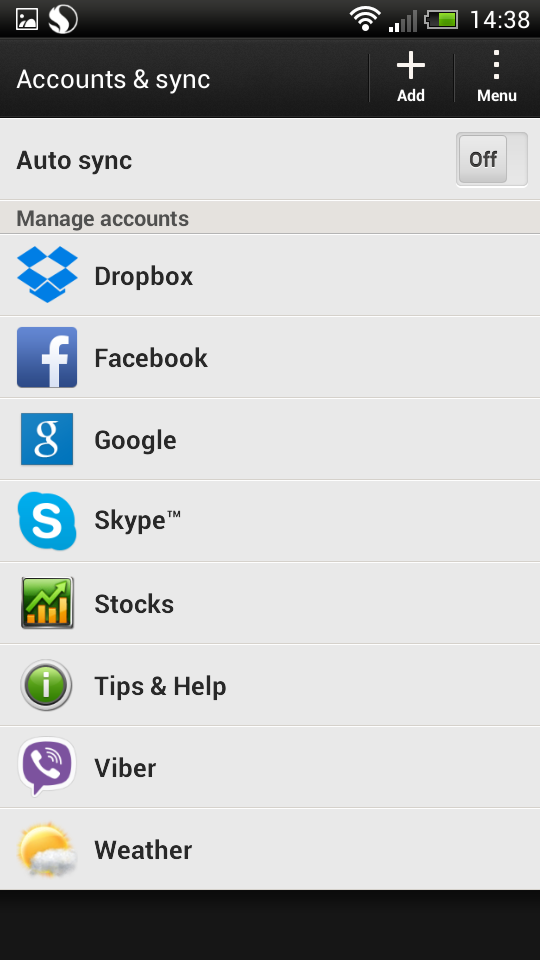 14:38
Accounts & sync
Add
Menu
Auto sync
Off
Manage accounts
Dropbox
Facebook
Google
Skype™
Stocks
Tips & Help
Viber
Weather